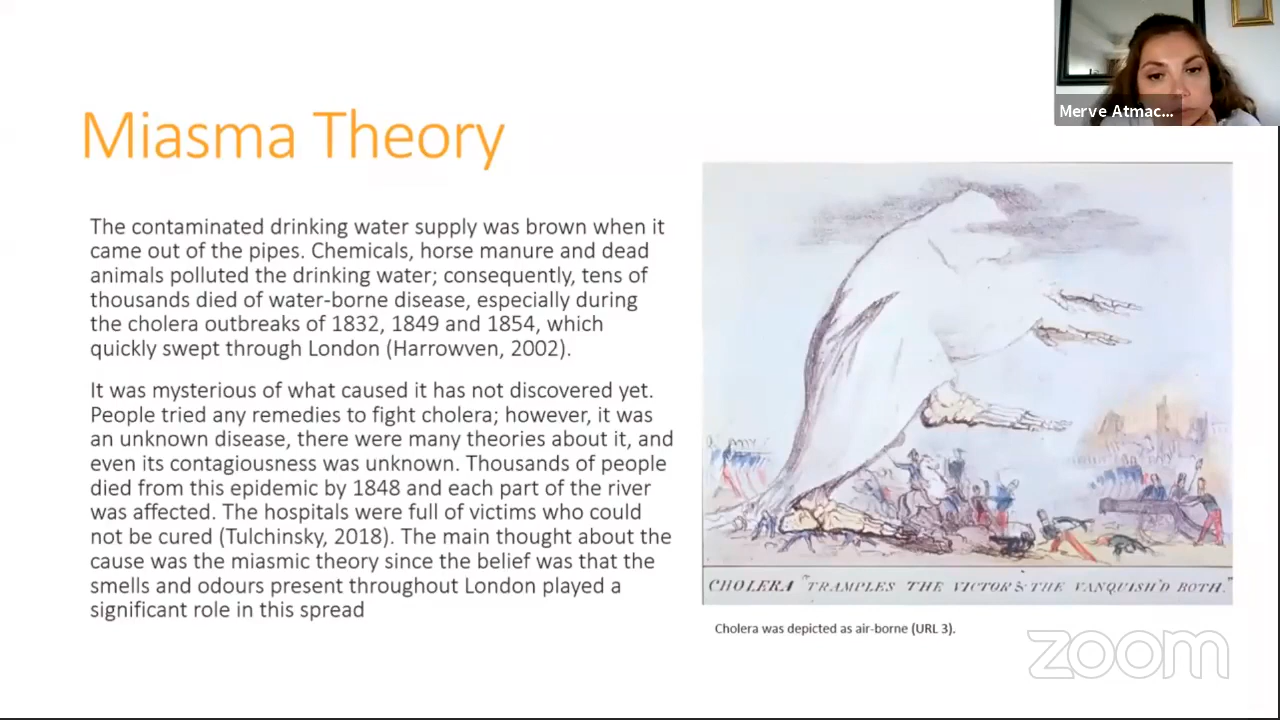 Merve Atmac...
Miasma Theory
The contaminated drinking water supply was brown when it
came out of the pipes. Chemicals, horse manure and dead
animals polluted the drinking water; consequently, tens of
thousands died of water-borne disease, especially during
the cholera outbreaks of 1832, 1849 and 1854, which
quickly swept through London (Harrowven, 2002).
It was mysterious of what caused it has not discovered yet.
People tried any remedies to fight cholera; however, it was
an unknown disease, there were many theories about it, and
even its contagiousness was unknown. Thousands of people
died from this epidemic by 1848 and each part of the river
was affected. The hospitals were full of victims who could
not be cured (Tulchinsky, 2018). The main thought about the
cause was the miasmic theory since the belief was that the
smells and odours present throughout London played a
significant role in this spread
CHOLERA "TRAMPLES THE VICTOR & THE VANQUISH'D BOTH."
Cholera was depicted as air-borne (URL 3).
zoom